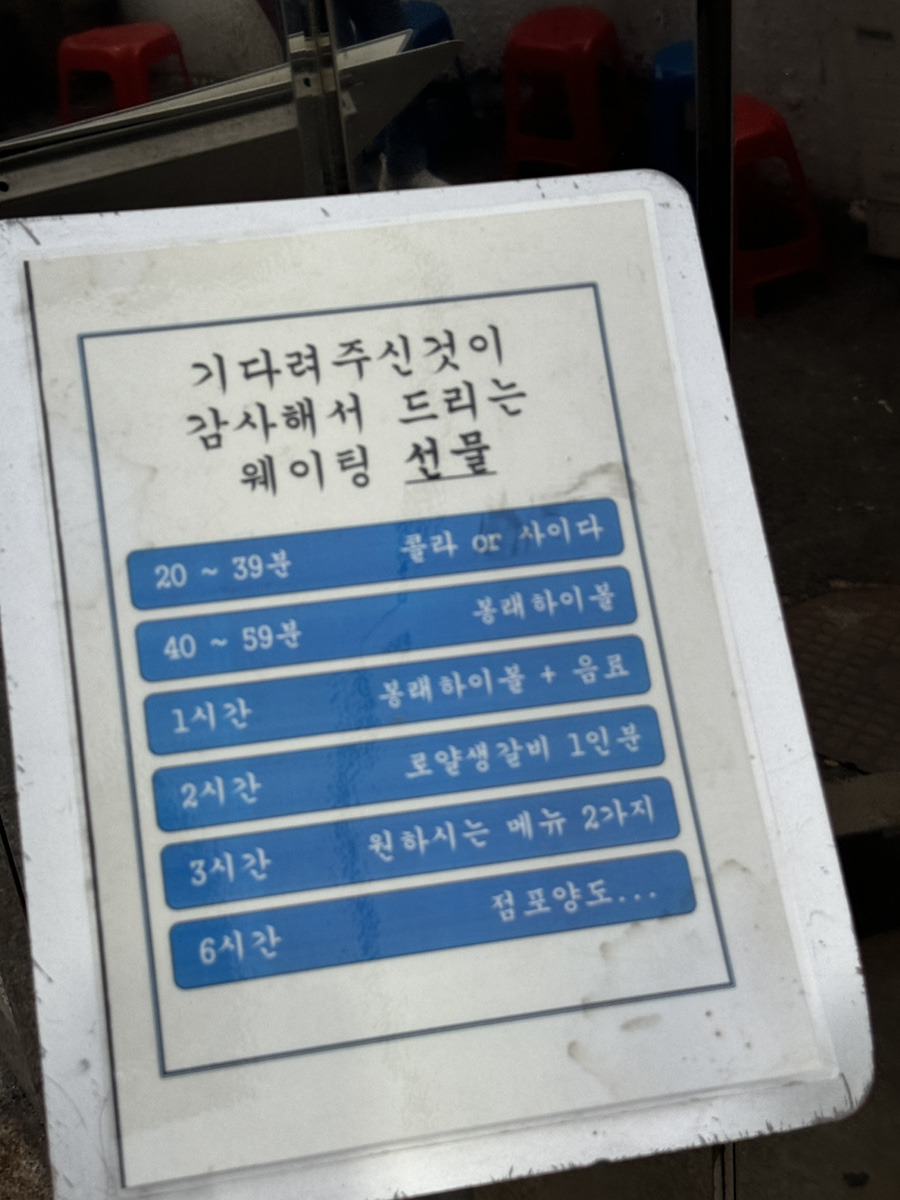 기다려주신것이
감사해서 드리는
웨이팅 선물
20 ~ 39분 콜라 or 사이다
40 ~ 59분 봉래하이볼
1시간 봉래하이볼 + 음료
2시간 로얄생갈비 1인분
3시간 원하시는 메뉴 2가지
6시간 점포양도...